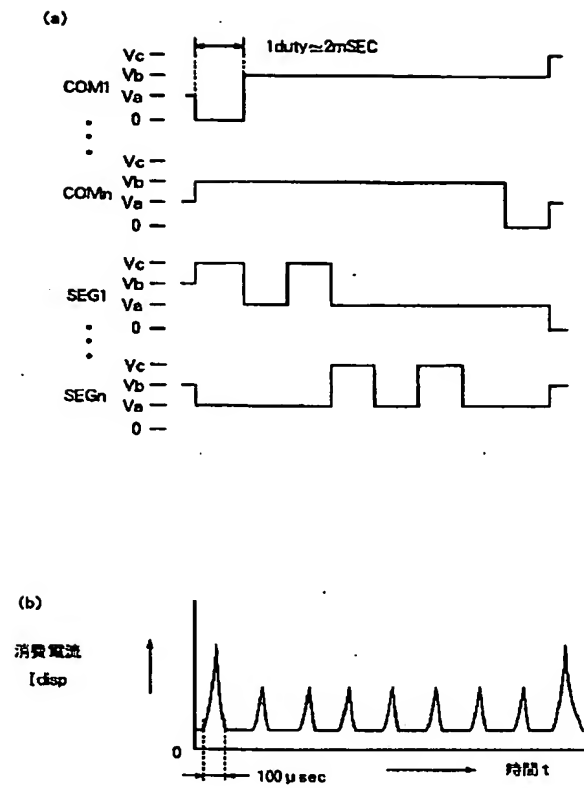 (a)
1duty≃2mSEC
Vc
Vb
COM1
Va
0
Vc
Vb
COMn
Va
0
Vc
Vb
SEG1
Va
0
Vc
Vb
SEGn
Va
0
(b)
消費電流
Idisp
0
100μsec
時間 t